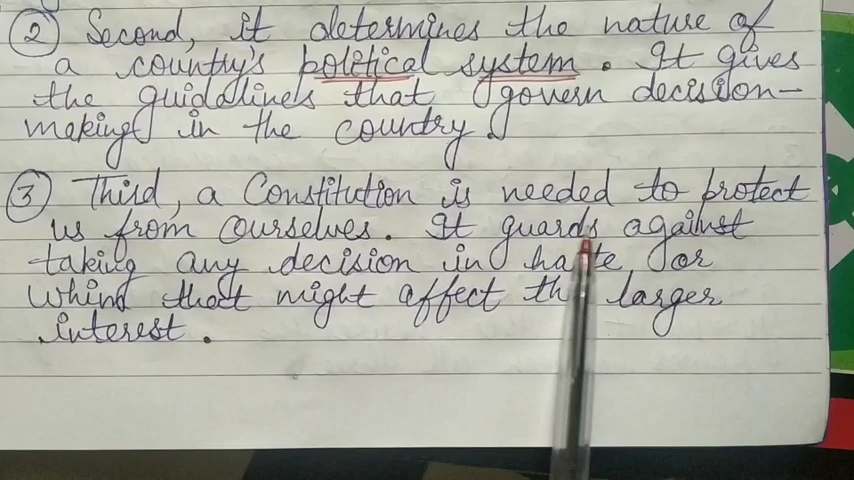 ② Second, it determines the nature of
a country's political system. It gives
the guidelines that govern decision-
making in the country.
③ Third, a Constitution is needed to protect
us from ourselves. It guards against
taking any decision in haste or
whim that might affect the larger
interest.